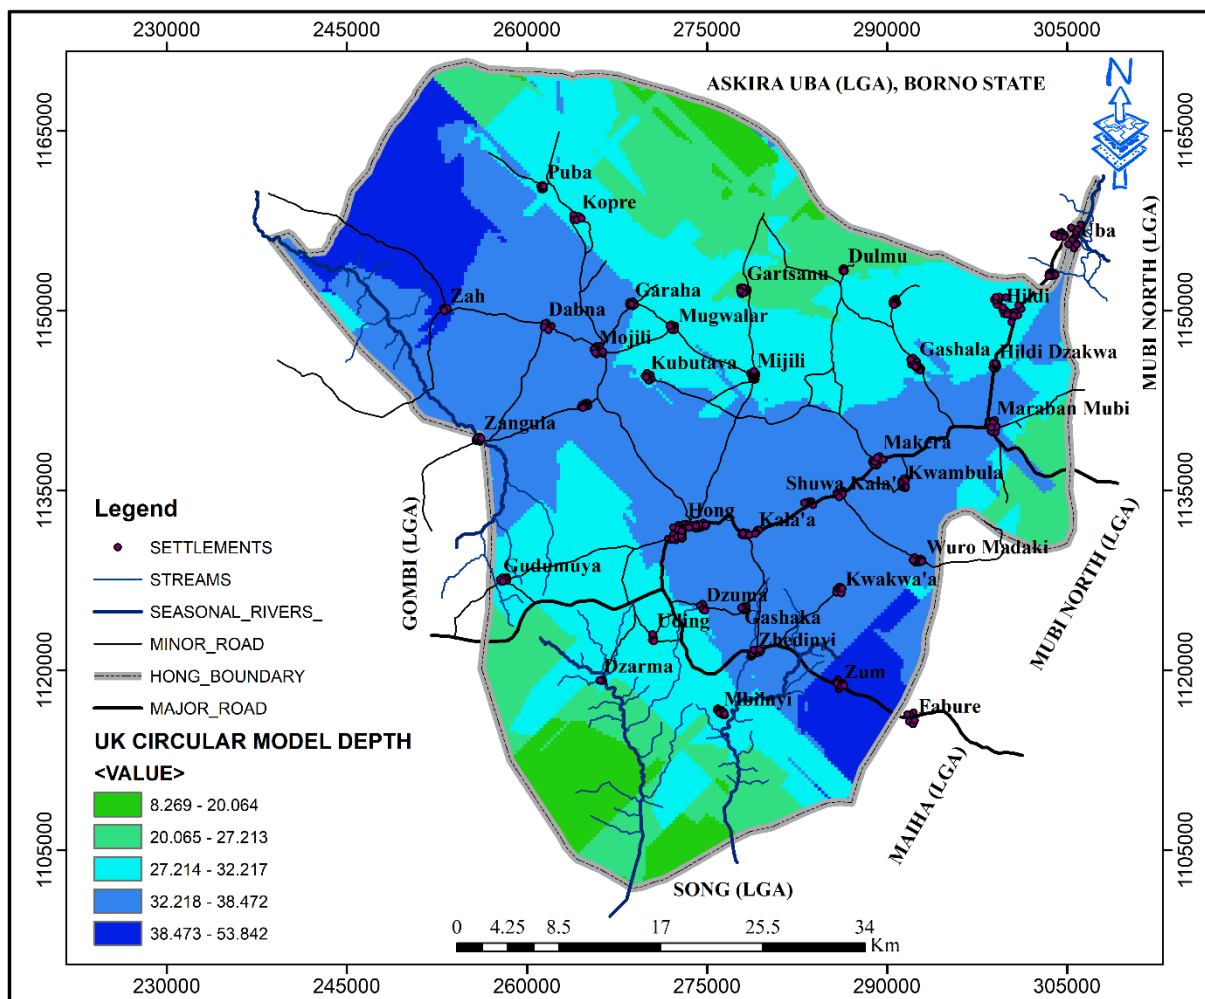 230000 245000 260000 275000 290000 305000
ASKIRA UBA (LGA), BORNO STATE
N
1165000 1165000
Puba
Kopre
Uba
MUBI NORTH (LGA)
Dulmu
Gartsanu
Zah
Garaha
Hildi
1150000 1150000
Dabna
Mugwalar
Mojili
Gashala
Hildi Dzakwa
Kubutava
Mijili
Maraban Mubi
Zangula
Makera
Shuwa Kala'a
Kwambula
1135000 1135000
Hong
Kala'a
Wuro Madaki
GOMBI (LGA)
Gudumuya
Kwakwa'a
MUBI NORTH (LGA)
Dzuma
Gashaka
Uding
Zhedinyi
1120000 1120000
Dzarma
Zum
Mbilnyi
Fabure
MAIHA (LGA)
1105000 1105000
SONG (LGA)
Legend
SETTLEMENTS
STREAMS
SEASONAL_RIVERS_
MINOR_ROAD
HONG_BOUNDARY
MAJOR_ROAD
UK CIRCULAR MODEL DEPTH
<VALUE>
8.269 - 20.064
20.065 - 27.213
27.214 - 32.217
32.218 - 38.472
38.473 - 53.842
0 4.25 8.5 17 25.5 34
Km
230000 245000 260000 275000 290000 305000